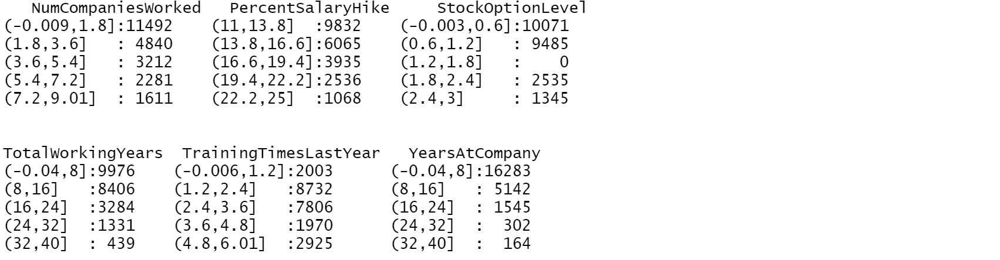 NumCompaniesWorked PercentSalaryHike StockOptionLevel
(-0.009,1.8]:11492 (11,13.8] :9832 (-0.003,0.6]:10071
(1.8,3.6] : 4840 (13.8,16.6]:6065 (0.6,1.2] : 9485
(3.6,5.4] : 3212 (16.6,19.4]:3935 (1.2,1.8] : 0
(5.4,7.2] : 2281 (19.4,22.2]:2536 (1.8,2.4] : 2535
(7.2,9.01] : 1611 (22.2,25] :1068 (2.4,3] : 1345
TotalWorkingYears TrainingTimesLastYear YearsAtCompany
(-0.04,8]:9976 (-0.006,1.2]:2003 (-0.04,8]:16283
(8,16] :8406 (1.2,2.4] :8732 (8,16] : 5142
(16,24] :3284 (2.4,3.6] :7806 (16,24] : 1545
(24,32] :1331 (3.6,4.8] :1970 (24,32] : 302
(32,40] : 439 (4.8,6.01] :2925 (32,40] : 164